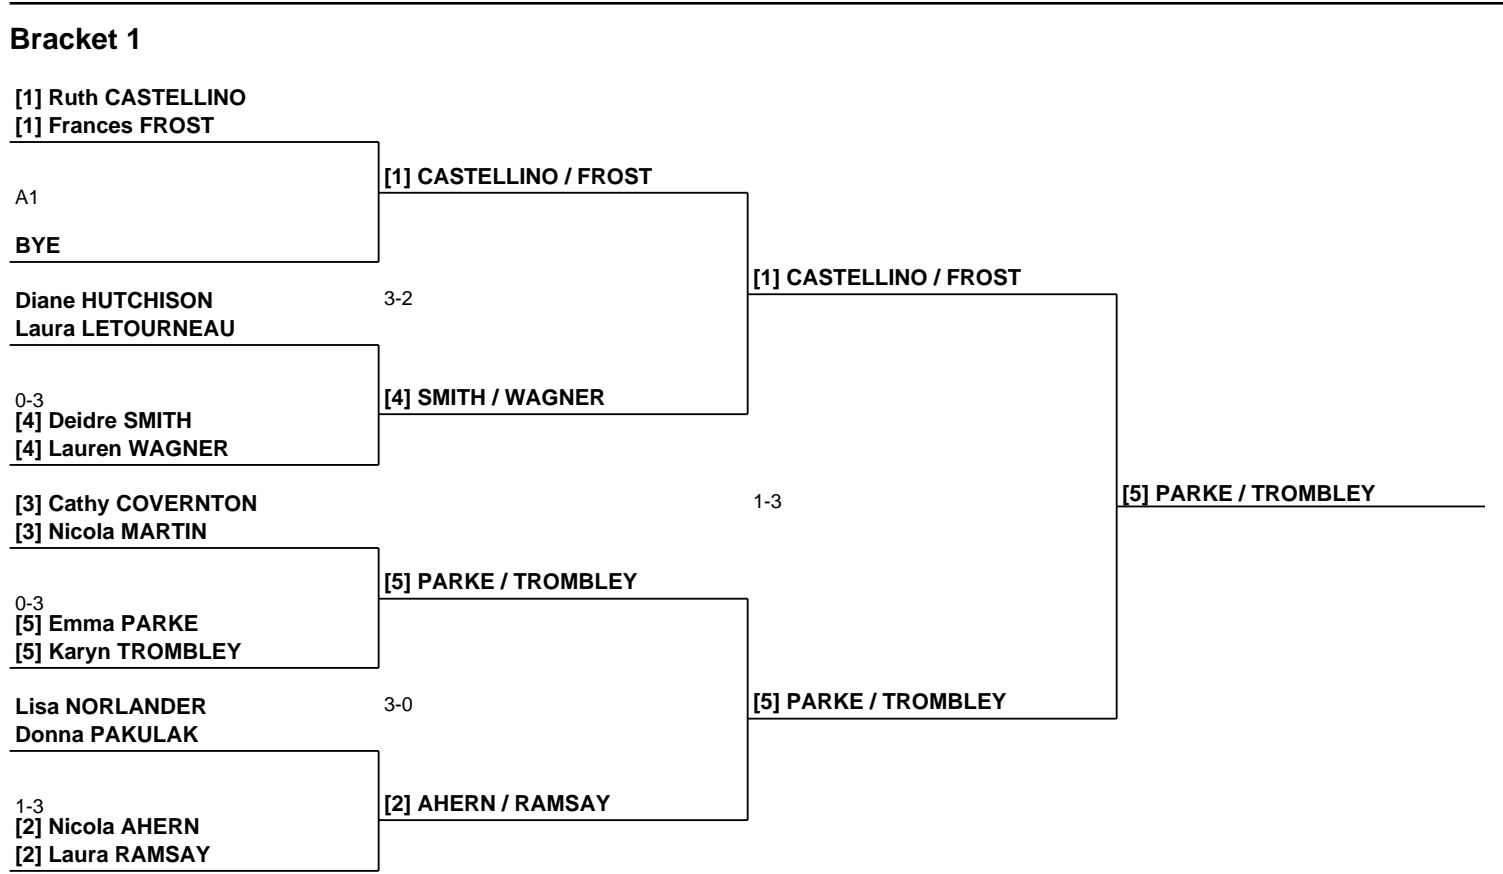 Bracket 1
[1] Ruth CASTELLINO
[1] Frances FROST
[1] CASTELLINO / FROST
A1
BYE
[1] CASTELLINO / FROST
Diane HUTCHISON
3-2
Laura LETOURNEAU
0-3
[4] SMITH / WAGNER
[4] Deidre SMITH
[4] Lauren WAGNER
[3] Cathy COVERNTON
1-3
[5] PARKE / TROMBLEY
[3] Nicola MARTIN
[5] PARKE / TROMBLEY
0-3
[5] Emma PARKE
[5] Karyn TROMBLEY
Lisa NORLANDER
3-0
[5] PARKE / TROMBLEY
Donna PAKULAK
1-3
[2] AHERN / RAMSAY
[2] Nicola AHERN
[2] Laura RAMSAY